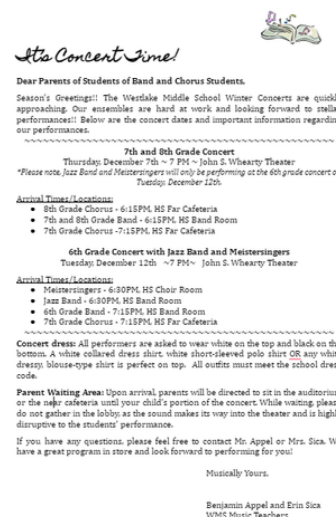 It's Concert Time!
Dear Parents of Students of Band and Chorus Students,
Season's Greetings!! The Westlake Middle School Winter Concerts are quickl
approaching. Our ensembles are hard at work and looking forward to stella
performances!! Below are the concert dates and important information regardin
our performances.
~~~~~~~~~~~~~~~~~~~~~~~~~~~~~~~~~~~~~~~~~~~~~~~~~~
7th and 8th Grade Concert
Thursday, December 7th ~ 7 PM ~ John S. Whearty Theater
*Please note, Jazz Band and Meistersingers will only be performing at the 6th grade concert o
Tuesday, December 12th.
Arrival Times/Locations:
● 8th Grade Chorus - 6:15PM, HS Far Cafeteria
● 7th and 8th Grade Band - 6:15PM, HS Band Room
● 7th Grade Chorus -7:15PM, HS Far Cafeteria
6th Grade Concert with Jazz Band and Meistersingers
Tuesday, December 12th ~7 PM~ John S. Whearty Theater
Arrival Times/Locations:
● Meistersingers - 6:30PM, HS Choir Room
● Jazz Band - 6:30PM, HS Band Room
● 6th Grade Band - 7:15PM, HS Band Room
● 7th Grade Chorus - 7:15PM, HS Far Cafeteria
~~~~~~~~~~~~~~~~~~~~~~~~~~~~~~~~~~~~~~~~~~~~~~~~~~
Concert dress: All performers are asked to wear white on the top and black on th
bottom. A white collared dress shirt, white short-sleeved polo shirt OR any whit
dressy, blouse-type shirt is perfect on top. All outfits must meet the school dres
code.
Parent Waiting Area: Upon arrival, parents will be directed to sit in the auditoriur
or the near cafeteria until your child's portion of the concert. While waiting, pleas
do not gather in the lobby, as the sound makes its way into the theater and is highl
disruptive to the students' performance.
If you have any questions, please feel free to contact Mr. Appel or Mrs. Sica. W
have a great program in store and look forward to performing for you!
Musically Yours,
Benjamin Appel and Erin Sica
WMS Music Teachers